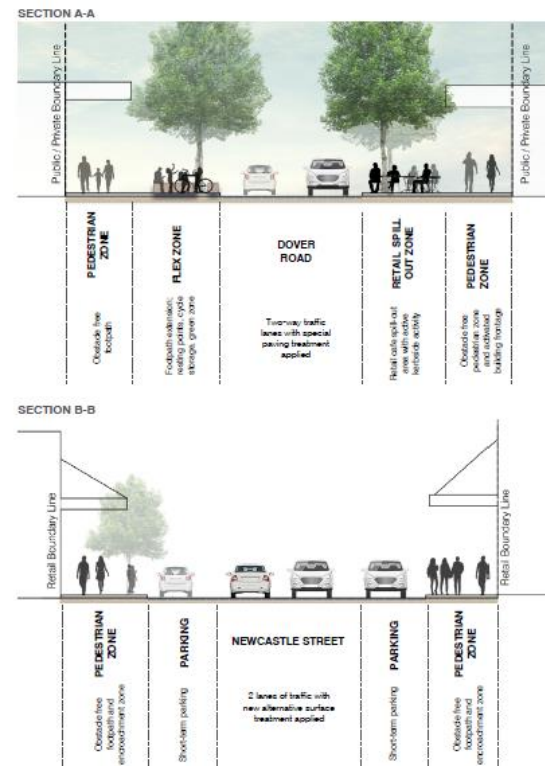 SECTION A-A
Public / Private Boundary Line
Public / Private Boundary Line
PEDESTRIAN
ZONE
Obstacle free
footpath
FLEX ZONE
Footpath extension;
resting points, cycle
storage, green zone
DOVER
ROAD
Two-way traffic
lanes with special
paving treatment
applied
RETAIL SPILL
OUT ZONE
Retail cafe spill-out
area with active
kerbside activity
PEDESTRIAN
ZONE
Obstacle free
pedestrian zone
and activated
building frontage
SECTION B-B
Retail Boundary Line
Retail Boundary Line
PEDESTRIAN
ZONE
Obstacle free
footpath and
encroachment zone
PARKING
Short-term parking
NEWCASTLE STREET
2 lanes of traffic with
new alternative surface
treatment applied
PARKING
Short-term parking
PEDESTRIAN
ZONE
Obstacle free
footpath and
encroachment zone